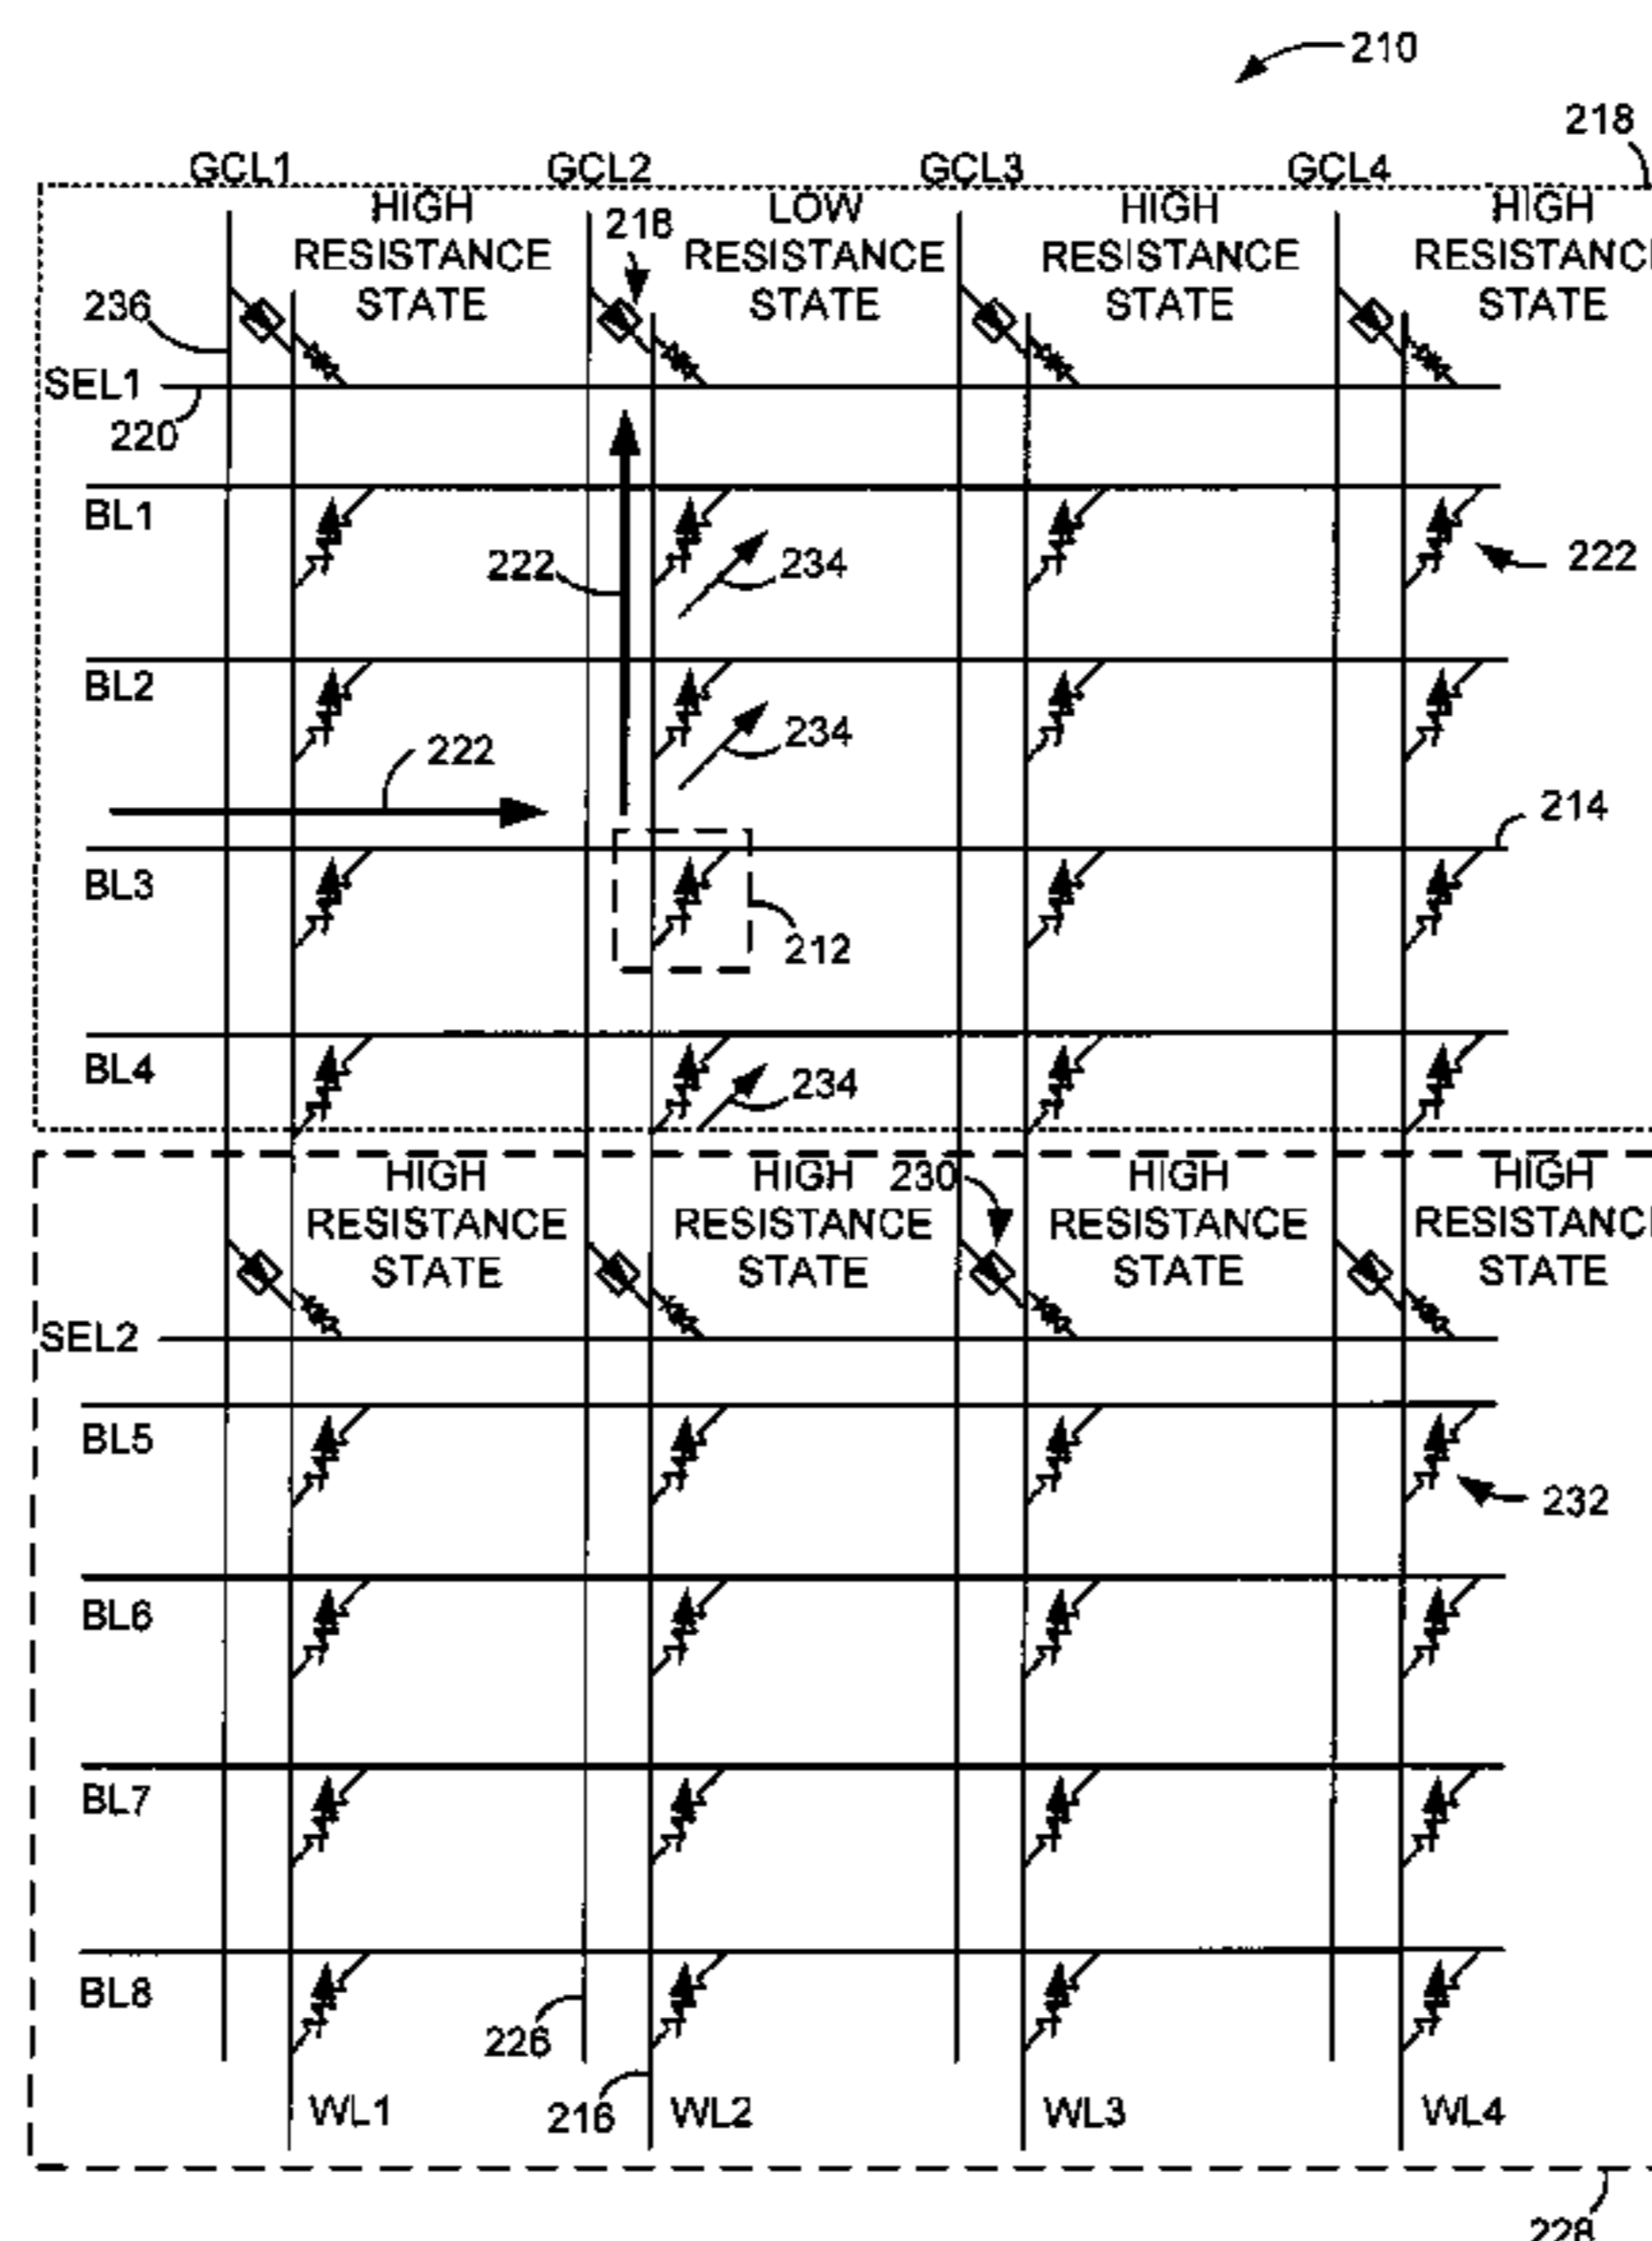 210
218
GCL1 GCL2 GCL3 GCL4
HIGH RESISTANCE STATE
218
LOW RESISTANCE STATE
HIGH RESISTANCE STATE
HIGH RESISTANC STATE
236
SEL1
220
BL1
222
234
222
BL2
234
222
214
BL3
212
BL4
234
HIGH RESISTANCE STATE
HIGH RESISTANCE STATE
230
HIGH RESISTANCE STATE
HIGH RESISTANC STATE
SEL2
BL5
232
BL6
BL7
BL8
226
WL1
216
WL2
WL3
WL4
228